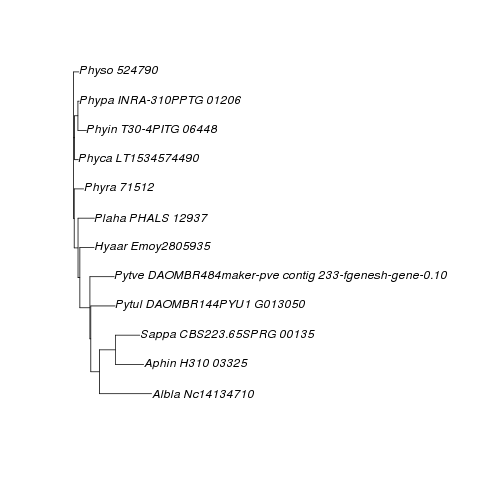 Physo 524790
Phypa INRA-310PPTG 01206
Phyin T30-4PITG 06448
Phyca LT1534574490
Phyra 71512
Plaha PHALS 12937
Hyaar Emoy2805935
Pytve DAOMBR484maker-pve contig 233-fgenesh-gene-0.10
Pytul DAOMBR144PYU1 G013050
Sappa CBS223.65SPRG 00135
Aphin H310 03325
Albla Nc14134710